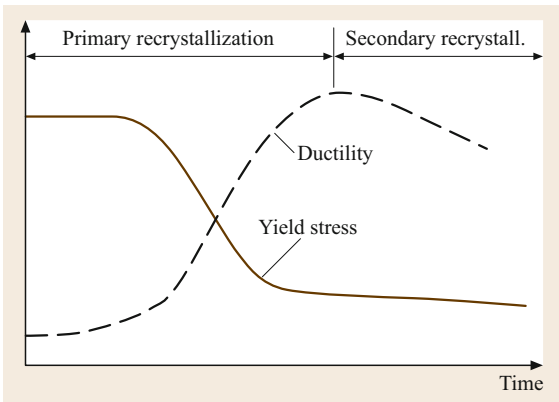 Primary recrystallization
Secondary recrystall.
Ductility
Yield stress
Time